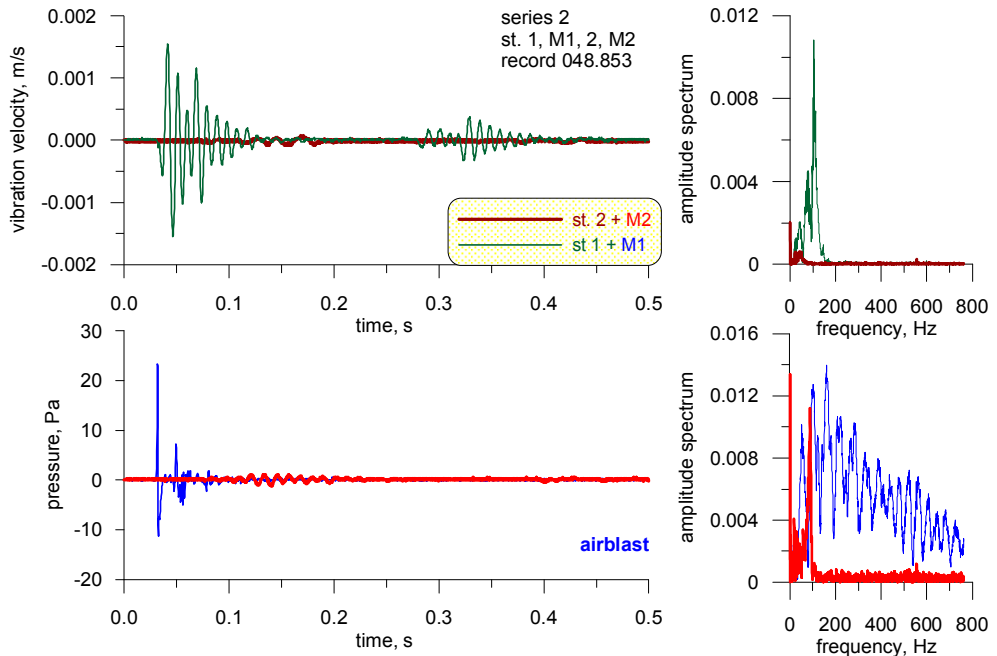 series 2
st. 1, M1, 2, M2
record 048.853
vibration velocity, m/s
0.002
0.001
0.000
-0.001
-0.002
st. 2 + M2
st 1 + M1
0.0 0.1 0.2 0.3 0.4 0.5
time, s
amplitude spectrum
0.012
0.008
0.004
0
0 200 400 600 800
frequency, Hz
pressure, Pa
30
20
10
0
-10
-20
airblast
0.0 0.1 0.2 0.3 0.4 0.5
time, s
amplitude spectrum
0.016
0.012
0.008
0.004
0
0 200 400 600 800
frequency, Hz